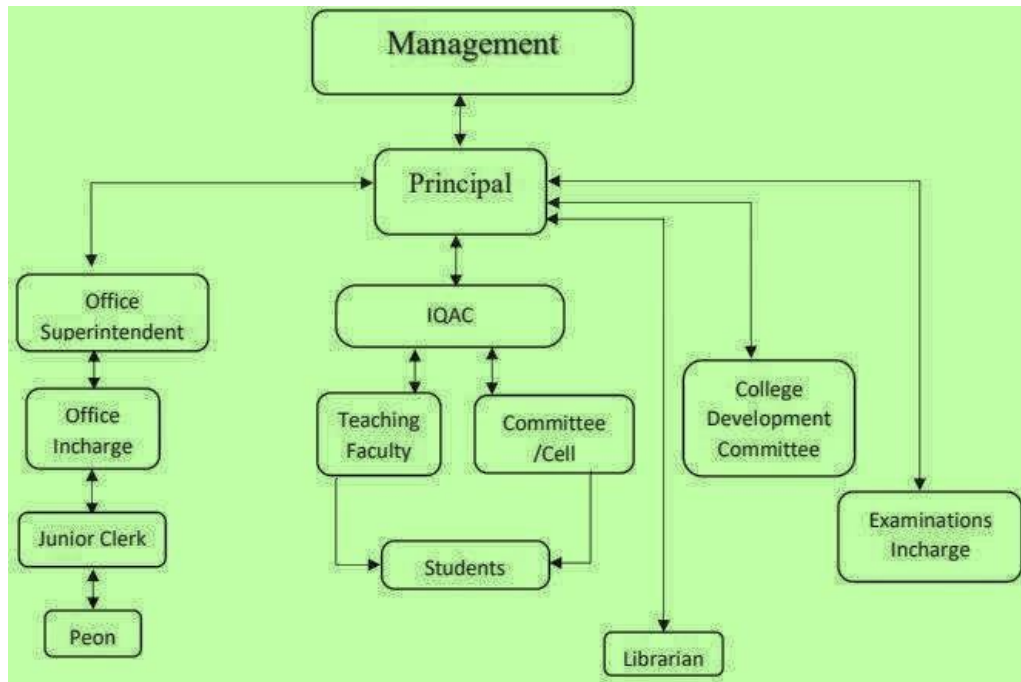 Management
Principal
Office
Superintendent
IQAC
Office
Incharge
Teaching
Faculty
Committee
/Cell
College
Development
Committee
Junior Clerk
Students
Examinations
Incharge
Peon
Librarian